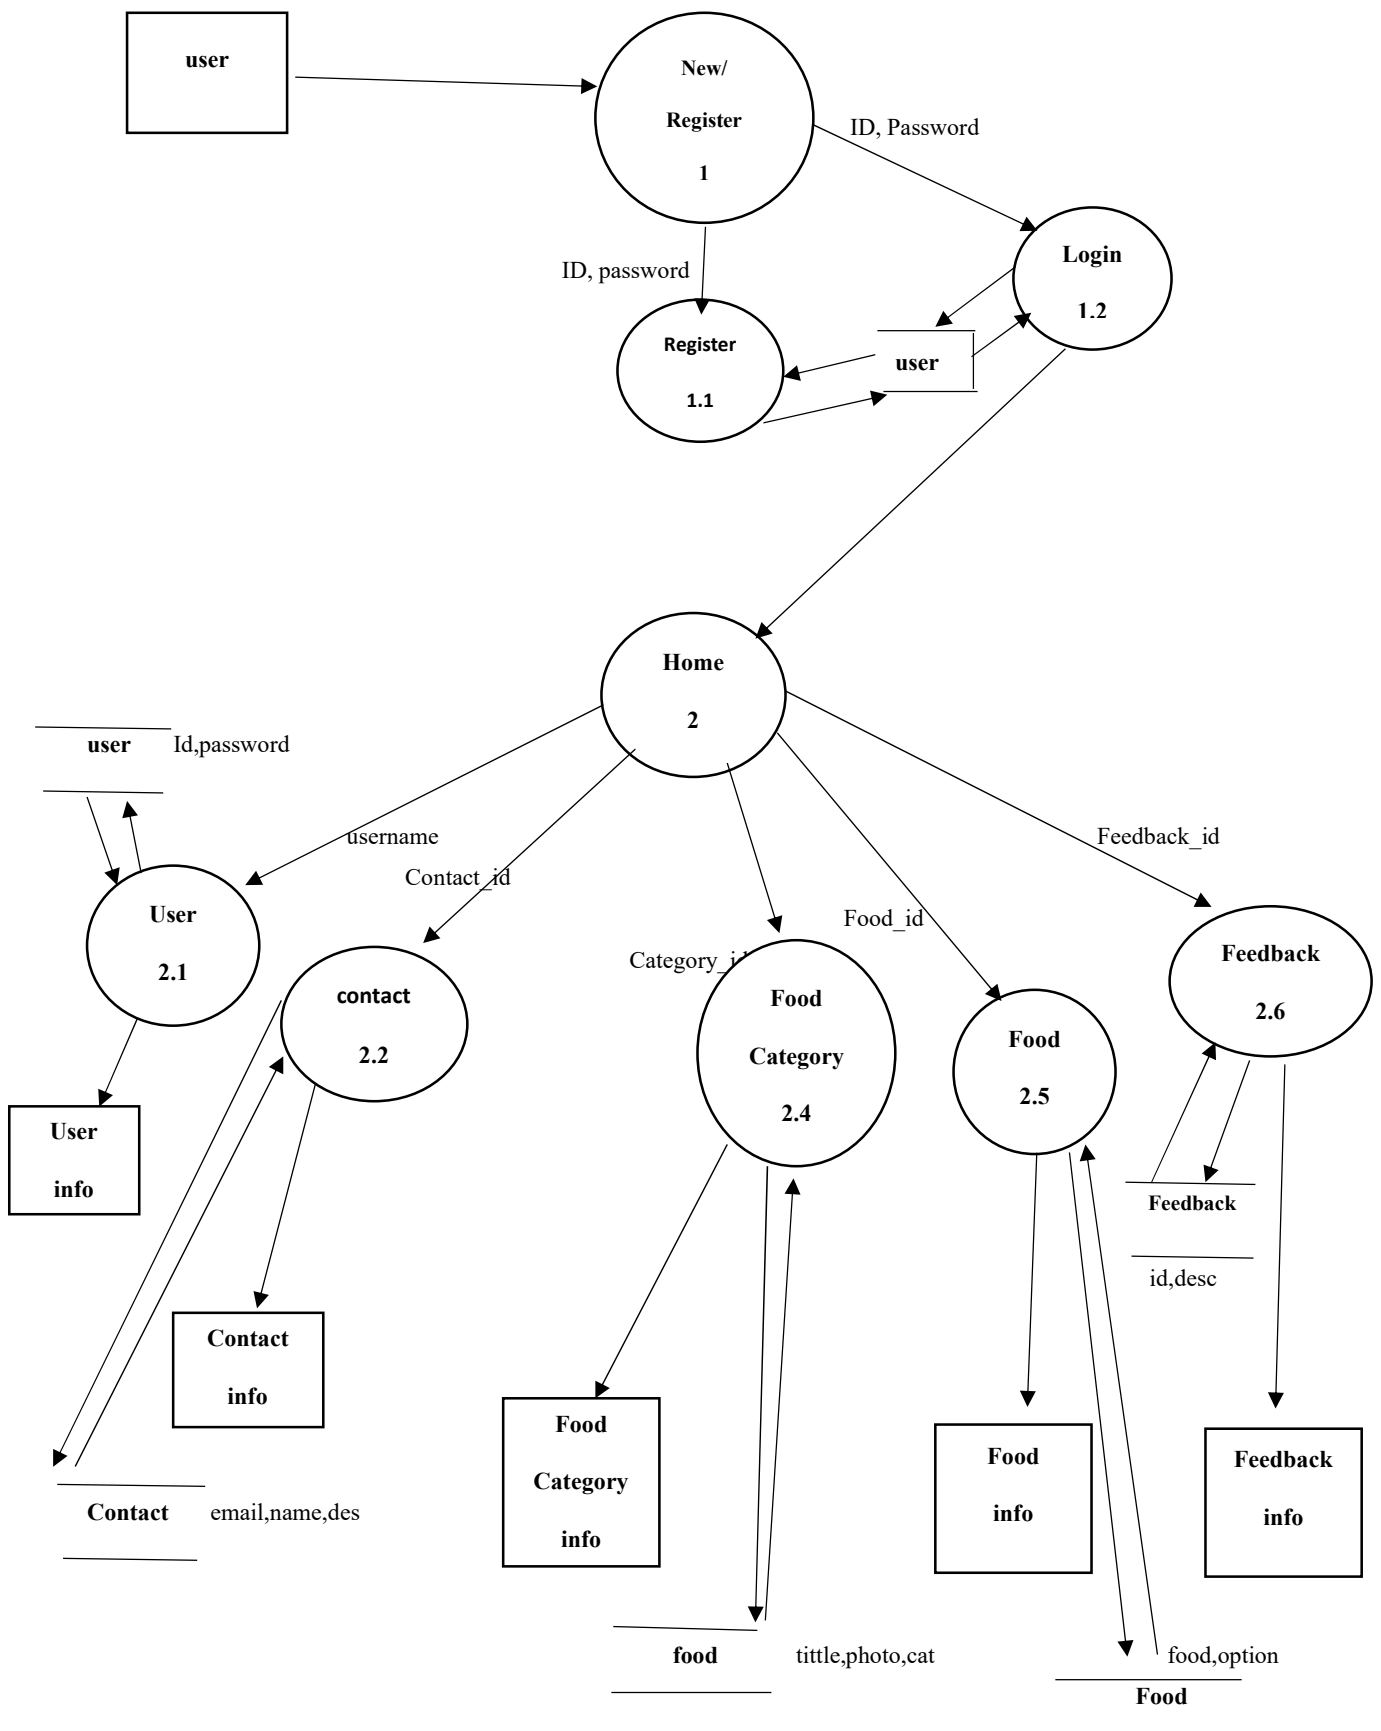 user
New/
Register
1
ID, Password
Login
1.2
ID, password
Register
1.1
user
Home
2
user
Id,password
username
Contact_id
Feedback_id
Food_id
Category_id
User
2.1
contact
2.2
Food
Category
2.4
Food
2.5
Feedback
2.6
User
info
Feedback
id,desc
Contact
info
Food
Category
info
Food
info
Feedback
info
Contact
email,name,des
food
tittle,photo,cat
food,option
Food